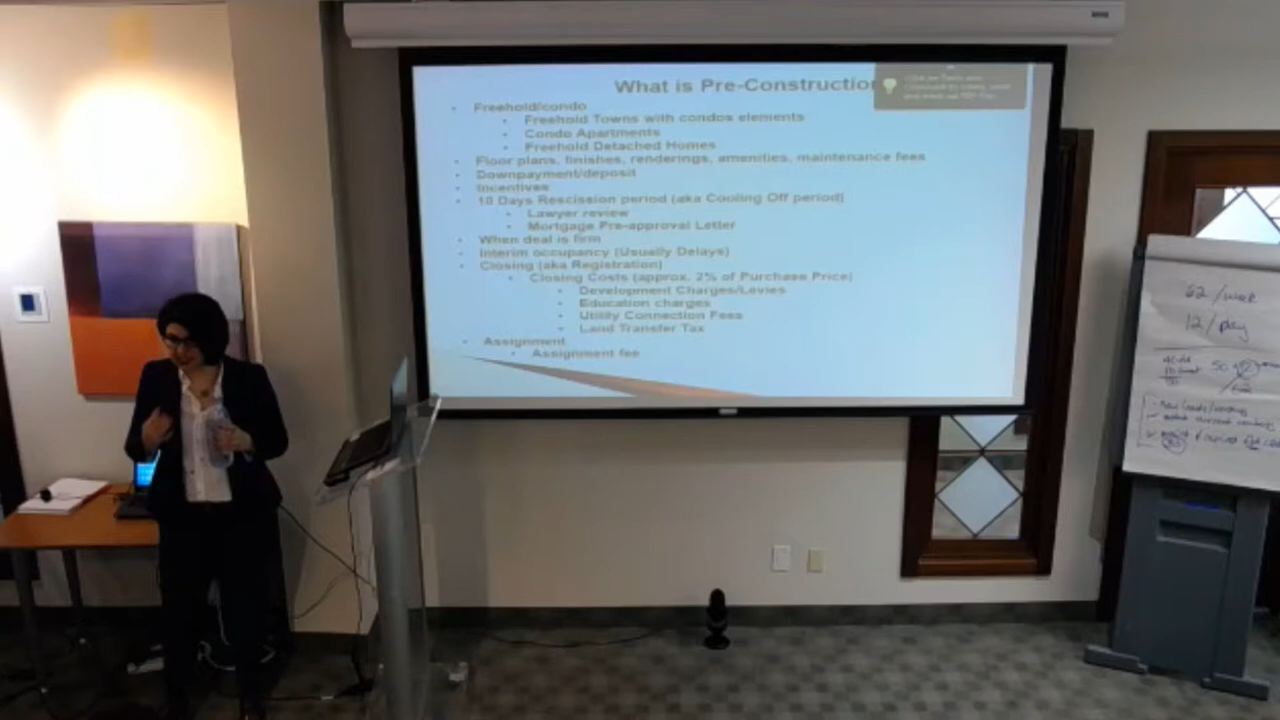 What is Pre-Construction
Freehold/condo
Freehold Towns with condos elements
Condo Apartments
Freehold Detached Homes
Floor plans, finishes, renderings, amenities, maintenance fees
Downpayment/deposit
Incentives
10 Days Rescission period (aka Cooling Off period)
Lawyer review
Mortgage Pre-approval Letter
When deal is firm
Interim occupancy (Usually Delays)
Closing (aka Registration)
Closing Costs (approx. 2% of Purchase Price)
Development Charges/Levies
Education charges
Utility Connection Fees
Land Transfer Tax
Assignment
Assignment fee
62 /week
12/day